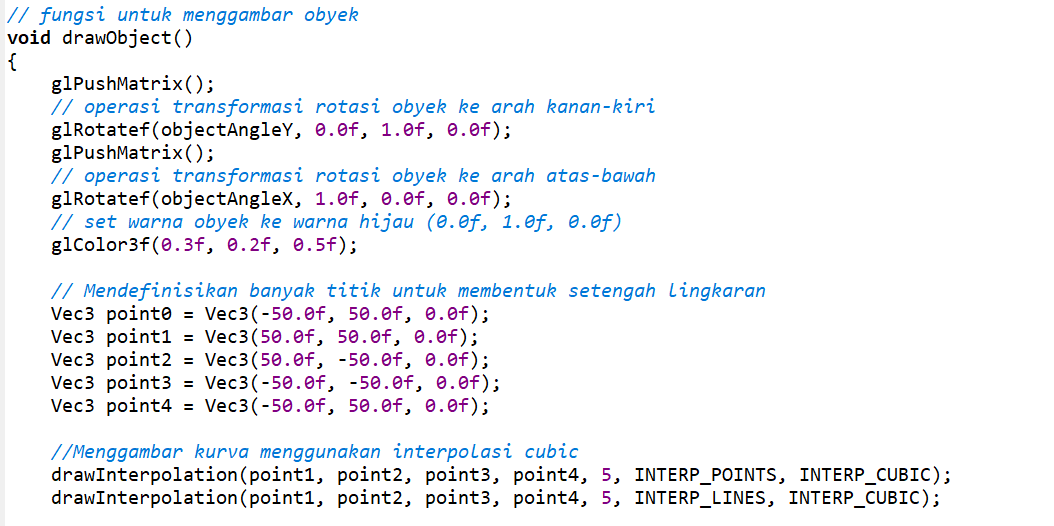 // fungsi untuk menggambar obyek
void drawObject()
{
    glPushMatrix();
    // operasi transformasi rotasi obyek ke arah kanan-kiri
    glRotatef(objectAngleY, 0.0f, 1.0f, 0.0f);
    glPushMatrix();
    // operasi transformasi rotasi obyek ke arah atas-bawah
    glRotatef(objectAngleX, 1.0f, 0.0f, 0.0f);
    // set warna obyek ke warna hijau (0.0f, 1.0f, 0.0f)
    glColor3f(0.3f, 0.2f, 0.5f);

    // Mendefinisikan banyak titik untuk membentuk setengah lingkaran
    Vec3 point0 = Vec3(-50.0f, 50.0f, 0.0f);
    Vec3 point1 = Vec3(50.0f, 50.0f, 0.0f);
    Vec3 point2 = Vec3(50.0f, -50.0f, 0.0f);
    Vec3 point3 = Vec3(-50.0f, -50.0f, 0.0f);
    Vec3 point4 = Vec3(-50.0f, 50.0f, 0.0f);

    //Menggambar kurva menggunakan interpolasi cubic
    drawInterpolation(point1, point2, point3, point4, 5, INTERP_POINTS, INTERP_CUBIC);
    drawInterpolation(point1, point2, point3, point4, 5, INTERP_LINES, INTERP_CUBIC);